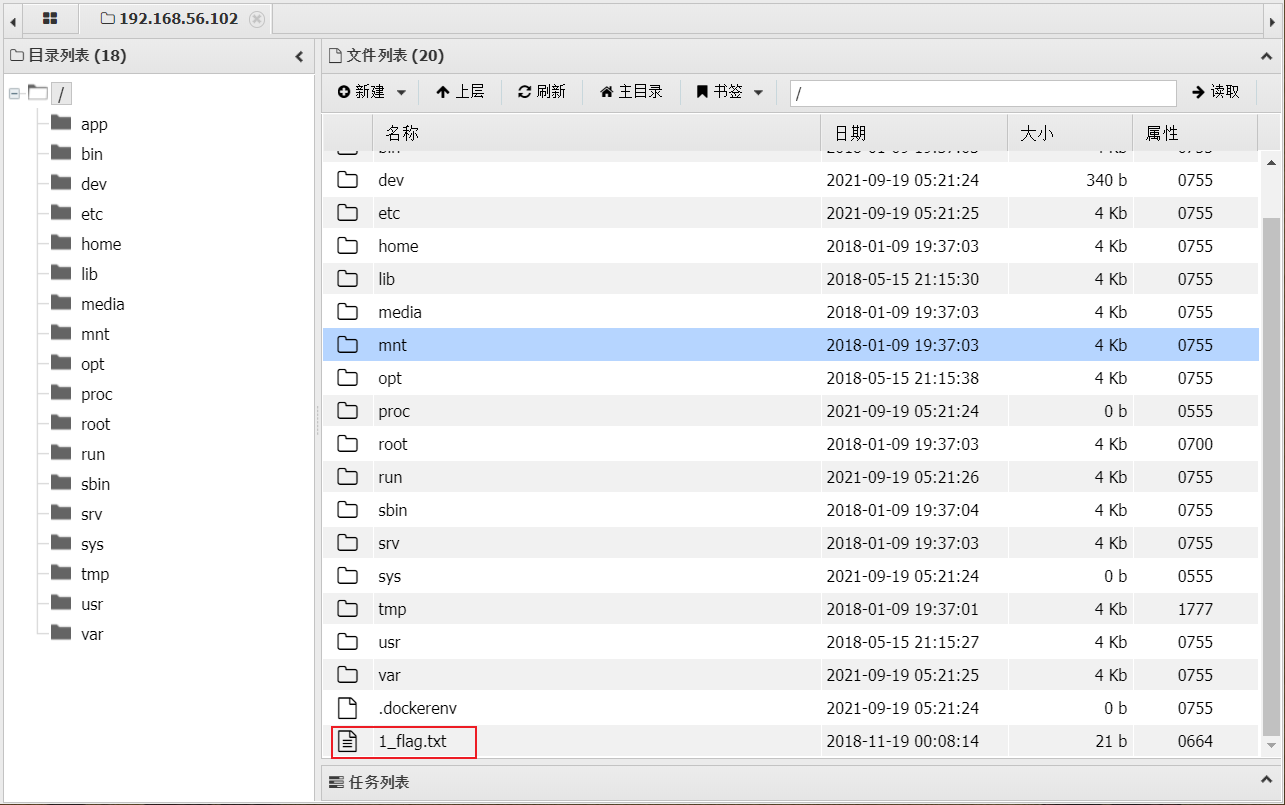 192.168.56.102
目录列表 (18)
/
app
bin
dev
etc
home
lib
media
mnt
opt
proc
root
run
sbin
srv
sys
tmp
usr
var
文件列表 (20)
新建 上层 刷新 主目录 书签 / 读取
名称 日期 大小 属性
bin 2018-01-09 19:37:03 4 Kb 0755
dev 2021-09-19 05:21:24 340 b 0755
etc 2021-09-19 05:21:25 4 Kb 0755
home 2018-01-09 19:37:03 4 Kb 0755
lib 2018-05-15 21:15:30 4 Kb 0755
media 2018-01-09 19:37:03 4 Kb 0755
mnt 2018-01-09 19:37:03 4 Kb 0755
opt 2018-05-15 21:15:38 4 Kb 0755
proc 2021-09-19 05:21:24 0 b 0555
root 2018-01-09 19:37:03 4 Kb 0700
run 2021-09-19 05:21:26 4 Kb 0755
sbin 2018-01-09 19:37:04 4 Kb 0755
srv 2018-01-09 19:37:03 4 Kb 0755
sys 2021-09-19 05:21:24 0 b 0555
tmp 2018-01-09 19:37:01 4 Kb 1777
usr 2018-05-15 21:15:27 4 Kb 0755
var 2021-09-19 05:21:25 4 Kb 0755
.dockerenv 2021-09-19 05:21:24 0 b 0755
1_flag.txt 2018-11-19 00:08:14 21 b 0664
任务列表